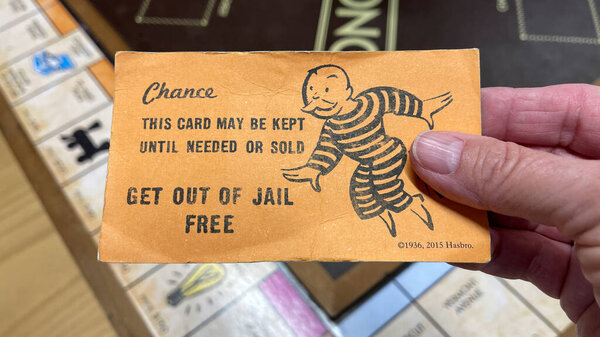 Chance
THIS CARD MAY BE KEPT
UNTIL NEEDED OR SOLD
GET OUT OF JAIL
FREE
©1936, 2015 Hasbro.